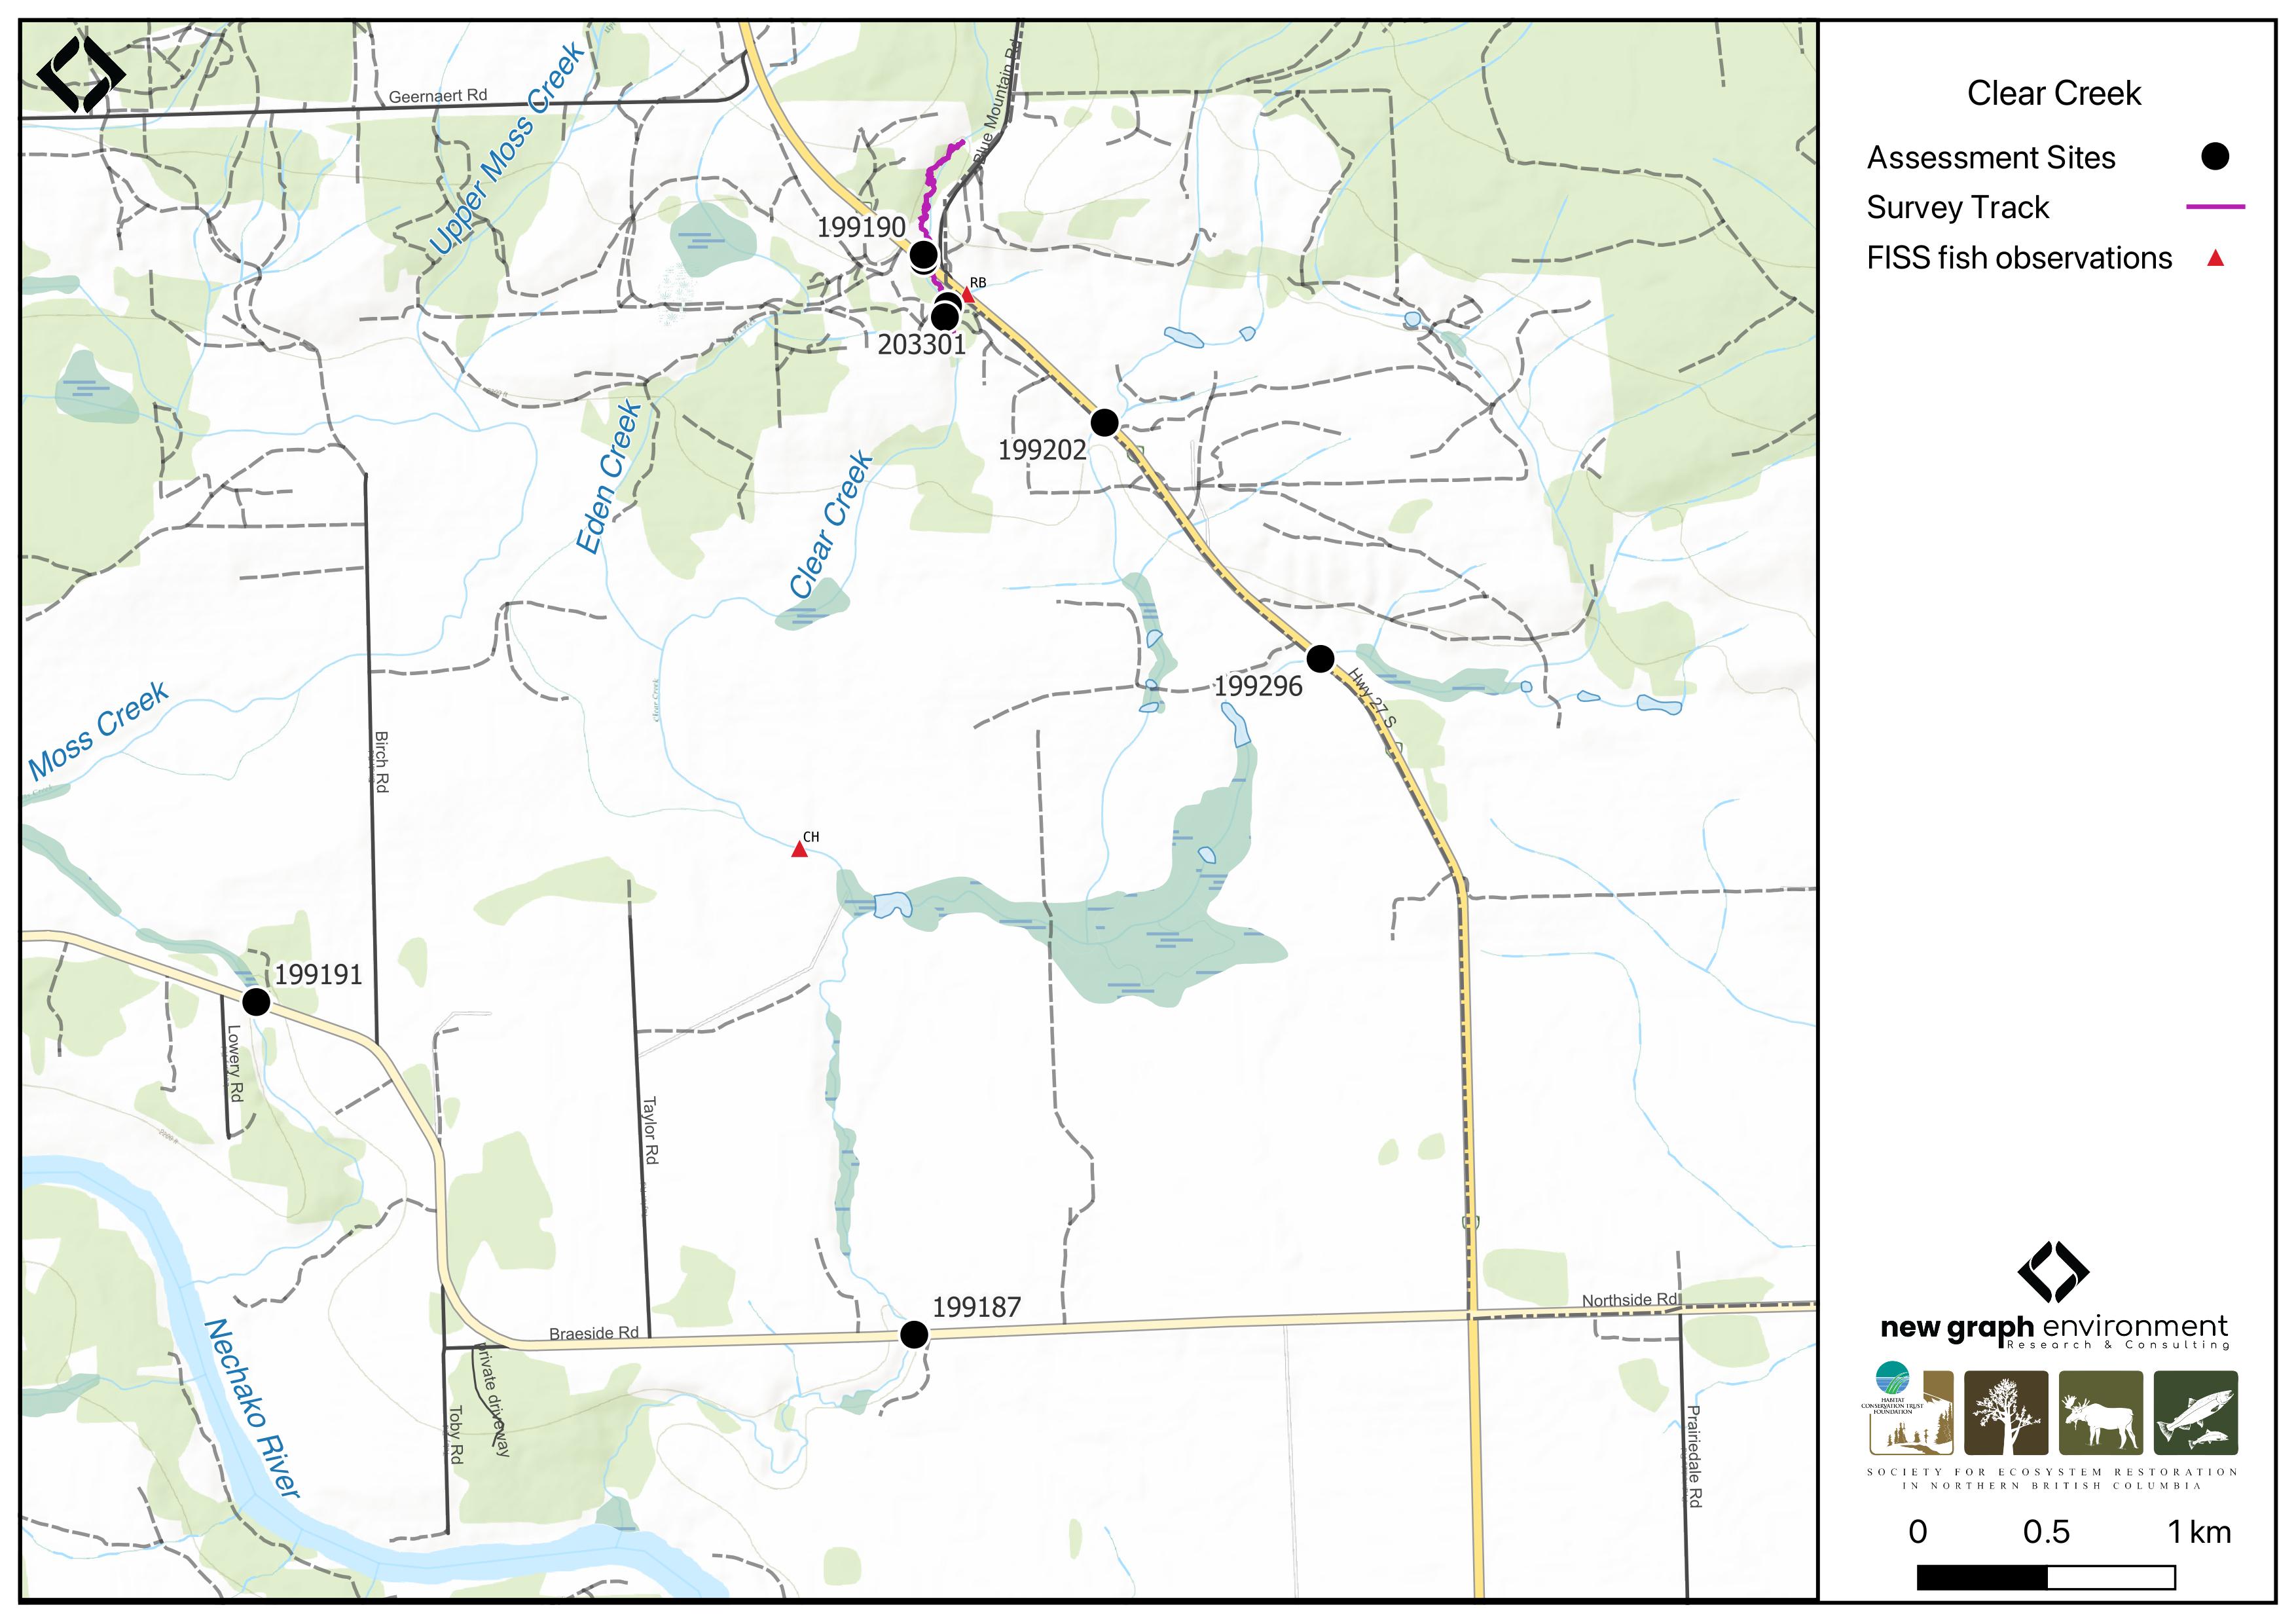 Clear Creek
Assessment Sites
Survey Track
FISS fish observations
Geernaert Rd
Upper Moss Creek
Blue Mountain Rd
199190
RB
203301
199202
Eden Creek
Clear Creek
199296
Hwy 27 S
Clear Creek
Moss Creek
Birch Rd
CH
199191
Lowery Rd
Taylor Rd
199187
Northside Rd
Braeside Rd
private driveway
Toby Rd
Nechako River
Prairiedale Rd
new graph environment
Research & Consulting
HABITAT
CONSERVATION TRUST
FOUNDATION
SOCIETY FOR ECOSYSTEM RESTORATION
IN NORTHERN BRITISH COLUMBIA
0 0.5 1 km